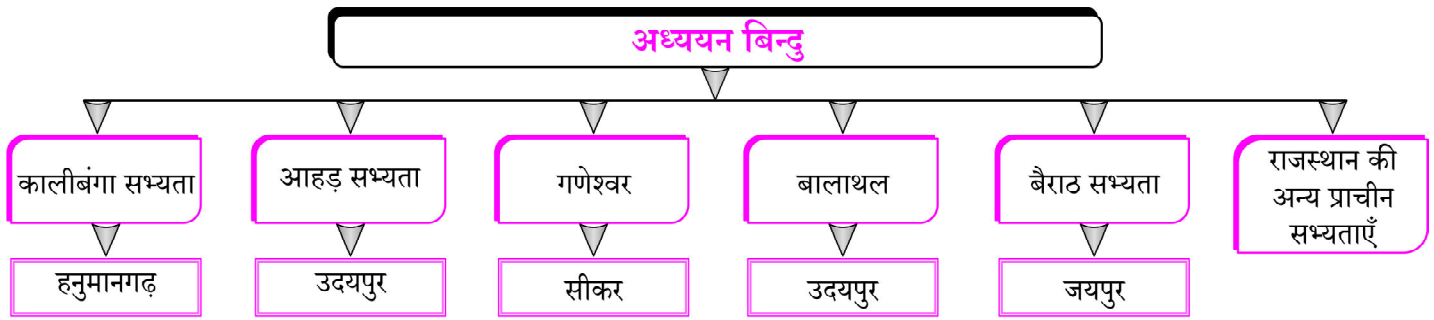 अध्ययन बिन्दु
कालीबंगा सभ्यता
आहड़ सभ्यता
गणेश्वर
बालाथल
बैराठ सभ्यता
राजस्थान की
अन्य प्राचीन
सभ्यताएँ
हनुमानगढ़
उदयपुर
सीकर
उदयपुर
जयपुर